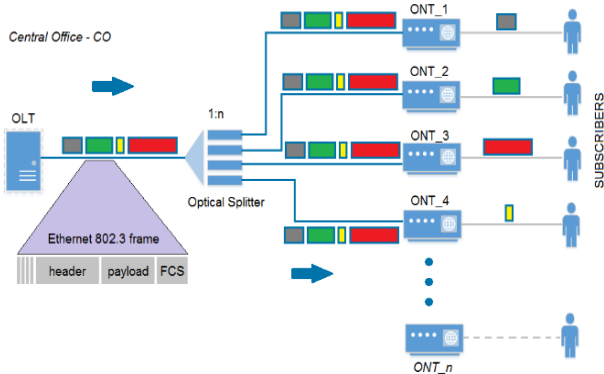 Central Office - CO
OLT
1:n
Optical Splitter
Ethernet 802.3 frame
header
payload
FCS
ONT_1
ONT_2
ONT_3
ONT_4
ONT_n
SUBSCRIBERS